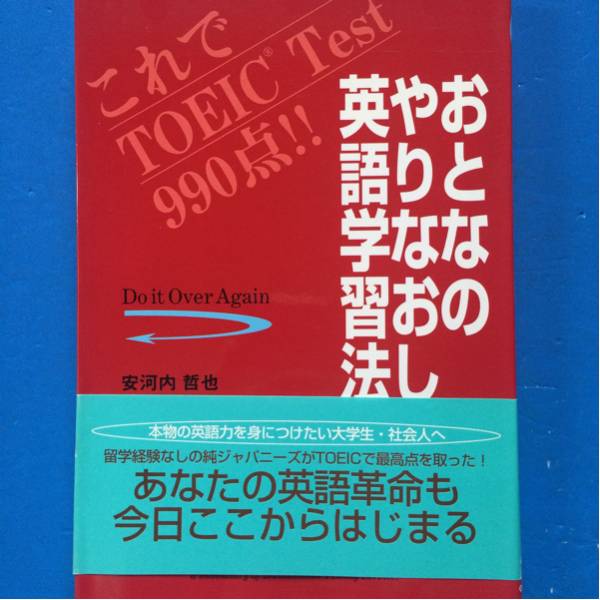 これで
TOEIC® Test
990点!!
おとなの
やりなおし
英語学習法
Do it Over Again
安河内 哲也
本物の英語力を身につけたい大学生・社会人へ
留学経験なしの純ジャパニーズがTOEICで最高点を取った！
あなたの英語革命も
今日ここからはじまる